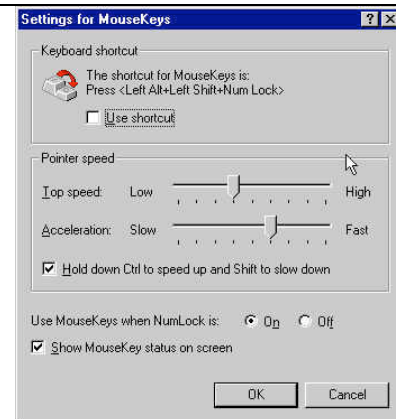 Settings for MouseKeys
Keyboard shortcut
The shortcut for MouseKeys is:
Press <Left Alt+Left Shift+Num Lock>
Use shortcut
Pointer speed
Top speed: Low High
Acceleration: Slow Fast
Hold down Ctrl to speed up and Shift to slow down
Use MouseKeys when NumLock is: On Off
Show MouseKey status on screen
OK Cancel